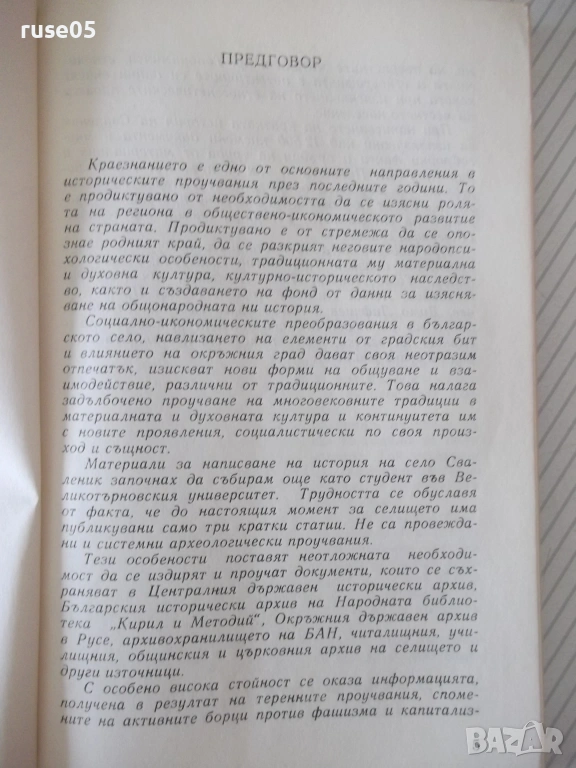 ruse05
ПРЕДГОВОР
Краезнанието е едно от основните направления в
историческите проучвания през последните години. То
е продиктувано от необходимостта да се изясни роля-
та на региона в обществено-икономическото развитие
на страната. Продиктувано е от стремежа да се опо-
знае родният край, да се разкрият неговите народопси-
хологически особености, традиционната му материална
и духовна култура, културно-историческото наследст-
во, както и създаването на фонд от данни за изясня-
ване на общонародната ни история.
Социално-икономическите преобразования в българ-
ското село, навлизането на елементи от градския бит
и влиянието на окръжния град дават своя неотразим
отпечатък, изискват нови форми на общуване и вза-
имодействие, различни от традиционните. Това налага
задълбочено проучване на многовековните традиции в
материалната и духовната култура и континуитета им
с новите проявления, социалистически по своя произ-
ход и същност.
Материали за написване на история на село Сва-
леник започнах да събирам още като студент във Ве-
ликотърновския университет. Трудността се обуславя
от факта, че до настоящия момент за селището има
публикувани само три кратки статии. Не са провежда-
ни и системни археологически проучвания.
Тези особености поставят неотложната необходи-
мост да се издирят и проучат документи, които се съх-
раняват в Централния държавен исторически архив,
Българския исторически архив на Народната библио-
тека „Кирил и Методий", Окръжния държавен архив
в Русе, архивохранилището на БАН, читалищния, учи-
лищния, общинския и църковния архив на селището и
други източници.
С особено висока стойност се оказа информацията,
получена в резултат на теренните проучвания, споме-
ните на активните борци против фашизма и капитализ-
BAZAR